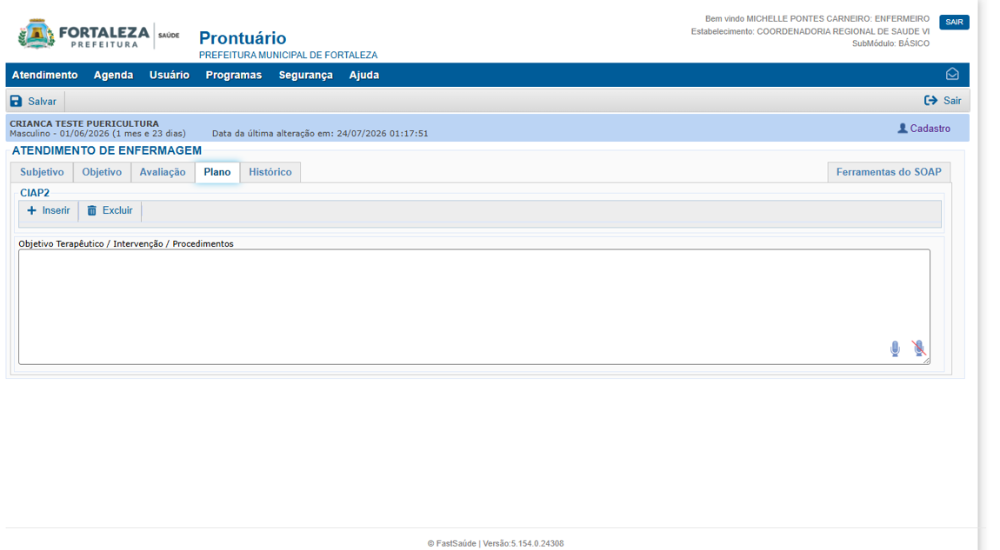 FORTALEZA
PREFEITURA
SAÚDE
Prontuário
PREFEITURA MUNICIPAL DE FORTALEZA
Bem vindo MICHELLE PONTES CARNEIRO: ENFERMEIRO
Estabelecimento: COORDENADORIA REGIONAL DE SAUDE VI
SubMódulo: BÁSICO
SAIR
Atendimento Agenda Usuário Programas Segurança Ajuda
Salvar Sair
CRIANCA TESTE PUERICULTURA
Masculino - 01/06/2026 (1 mes e 23 dias) Data da última alteração em: 24/07/2026 01:17:51
Cadastro
ATENDIMENTO DE ENFERMAGEM
Subjetivo Objetivo Avaliação Plano Histórico Ferramentas do SOAP
CIAP2
Inserir Excluir
Objetivo Terapêutico / Intervenção / Procedimentos
© FastSaúde | Versão:5.154.0.24308